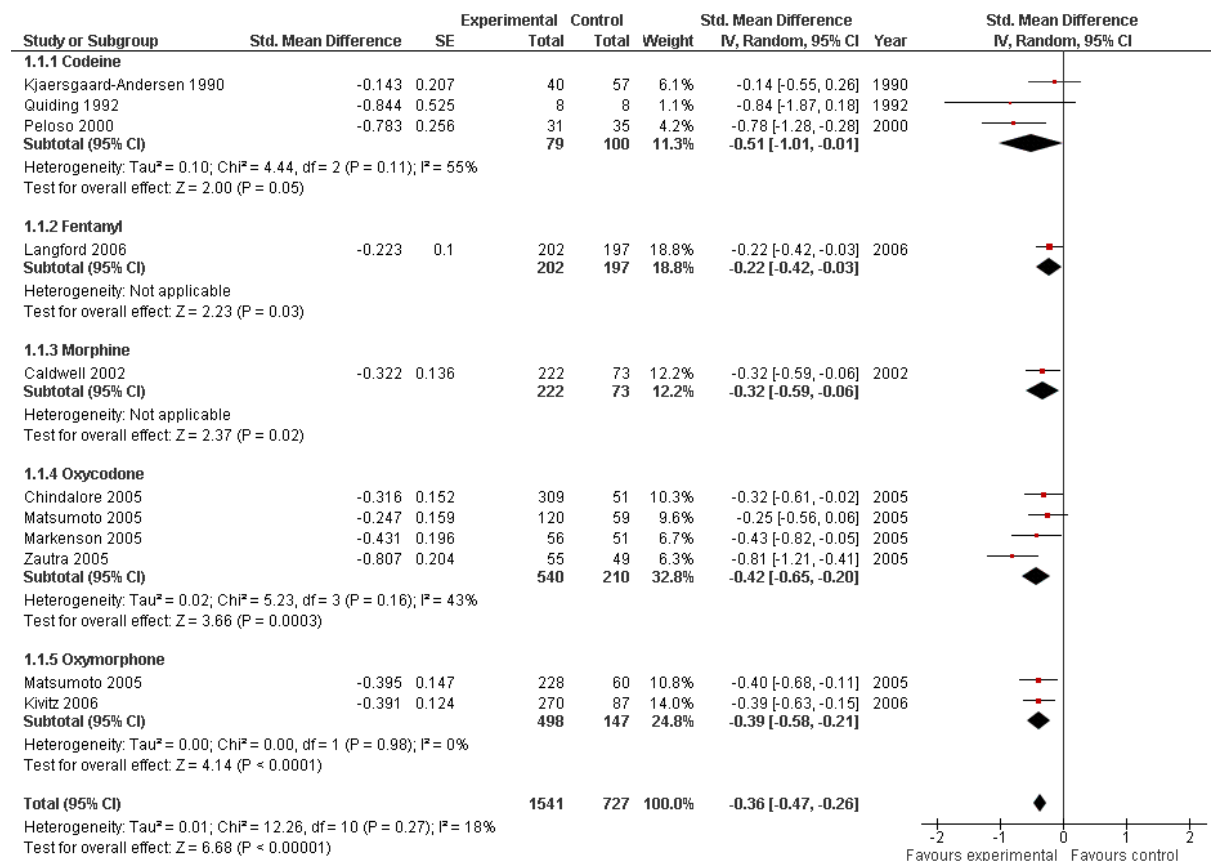 Experimental Control Std. Mean Difference Std. Mean Difference
Study or Subgroup Std. Mean Difference SE Total Total Weight IV, Random, 95% CI Year IV, Random, 95% CI
1.1.1 Codeine
Kjaersgaard-Andersen 1990 -0.143 0.207 40 57 6.1% -0.14 [-0.55, 0.26] 1990
Quiding 1992 -0.844 0.525 8 8 1.1% -0.84 [-1.87, 0.18] 1992
Peloso 2000 -0.783 0.256 31 35 4.2% -0.78 [-1.28, -0.28] 2000
Subtotal (95% CI) 79 100 11.3% -0.51 [-1.01, -0.01]
Heterogeneity: Tau² = 0.10; Chi² = 4.44, df = 2 (P = 0.11); I² = 55%
Test for overall effect: Z = 2.00 (P = 0.05)
1.1.2 Fentanyl
Langford 2006 -0.223 0.1 202 197 18.8% -0.22 [-0.42, -0.03] 2006
Subtotal (95% CI) 202 197 18.8% -0.22 [-0.42, -0.03]
Heterogeneity: Not applicable
Test for overall effect: Z = 2.23 (P = 0.03)
1.1.3 Morphine
Caldwell 2002 -0.322 0.136 222 73 12.2% -0.32 [-0.59, -0.06] 2002
Subtotal (95% CI) 222 73 12.2% -0.32 [-0.59, -0.06]
Heterogeneity: Not applicable
Test for overall effect: Z = 2.37 (P = 0.02)
1.1.4 Oxycodone
Chindalore 2005 -0.316 0.152 309 51 10.3% -0.32 [-0.61, -0.02] 2005
Matsumoto 2005 -0.247 0.159 120 59 9.6% -0.25 [-0.56, 0.06] 2005
Markenson 2005 -0.431 0.196 56 51 6.7% -0.43 [-0.82, -0.05] 2005
Zautra 2005 -0.807 0.204 55 49 6.3% -0.81 [-1.21, -0.41] 2005
Subtotal (95% CI) 540 210 32.8% -0.42 [-0.65, -0.20]
Heterogeneity: Tau² = 0.02; Chi² = 5.23, df = 3 (P = 0.16); I² = 43%
Test for overall effect: Z = 3.66 (P = 0.0003)
1.1.5 Oxymorphone
Matsumoto 2005 -0.395 0.147 228 60 10.8% -0.40 [-0.68, -0.11] 2005
Kivitz 2006 -0.391 0.124 270 87 14.0% -0.39 [-0.63, -0.15] 2006
Subtotal (95% CI) 498 147 24.8% -0.39 [-0.58, -0.21]
Heterogeneity: Tau² = 0.00; Chi² = 0.00, df = 1 (P = 0.98); I² = 0%
Test for overall effect: Z = 4.14 (P < 0.0001)
Total (95% CI) 1541 727 100.0% -0.36 [-0.47, -0.26]
Heterogeneity: Tau² = 0.01; Chi² = 12.26, df = 10 (P = 0.27); I² = 18%
Test for overall effect: Z = 6.68 (P < 0.00001)
-2 -1 0 1 2
Favours experimental Favours control